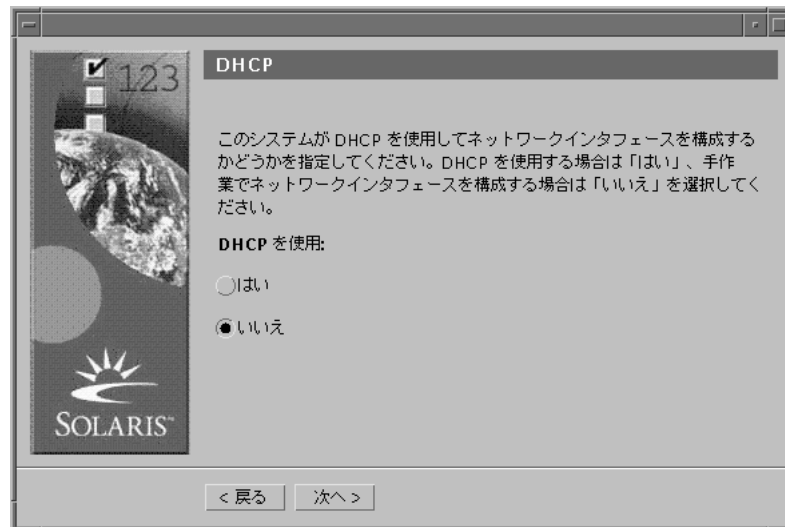 123
DHCP
このシステムが DHCP を使用してネットワークインタフェースを構成する
かどうかを指定してください。DHCP を使用する場合は「はい」、手作
業でネットワークインタフェースを構成する場合は「いいえ」を選択してく
ださい。
DHCP を使用:
はい
いいえ
SOLARIS™
< 戻る
次へ >